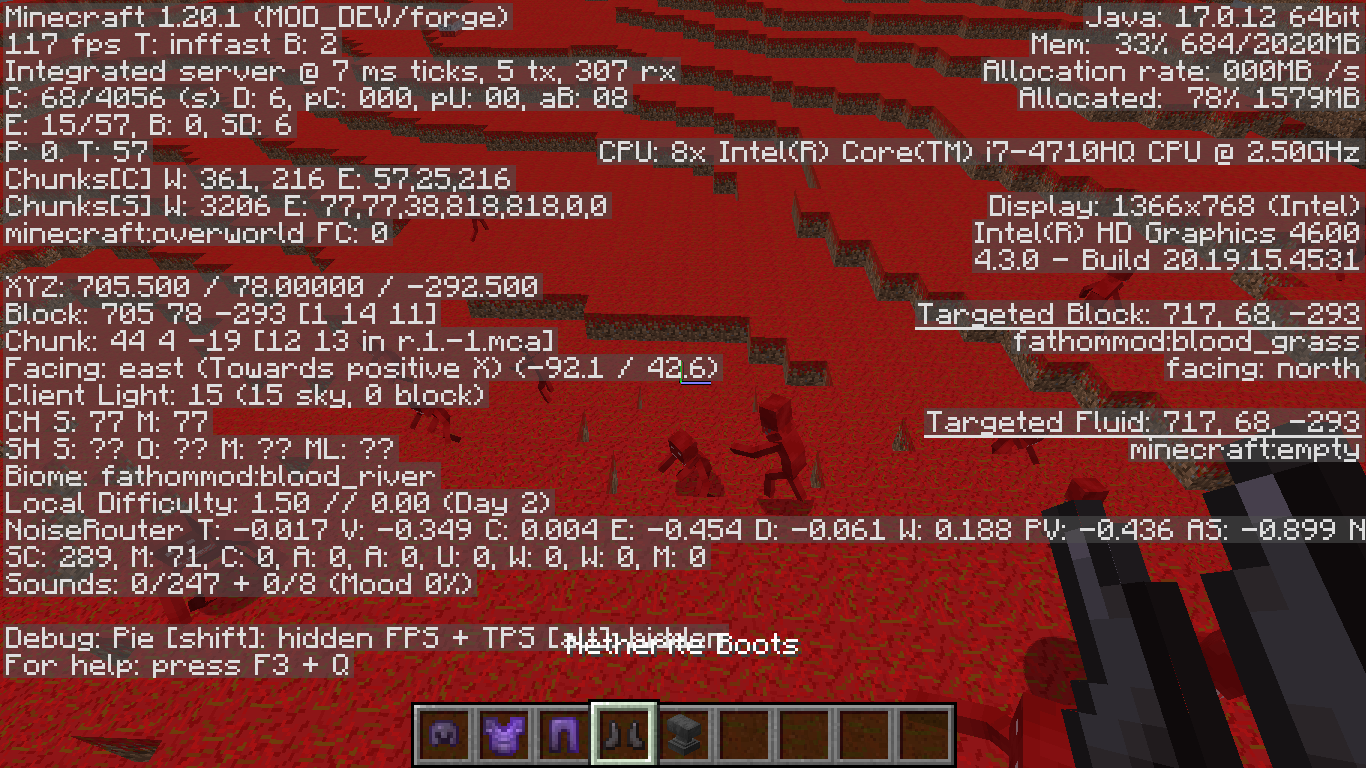 Minecraft 1.20.1 (MOD_DEV/forge)
117 fps T: inffast B: 2
Integrated server @ 7 ms ticks, 5 tx, 307 rx
C: 68/4056 (s) D: 6, pC: 000, pU: 00, aB: 08
E: 15/57, B: 0, SD: 6
P: 0. T: 57
Chunks[C] W: 361, 216 E: 57,25,216
Chunks[S] W: 3206 E: 77,77,38,818,818,0,0
minecraft:overworld FC: 0
XYZ: 705.500 / 78.00000 / -292.500
Block: 705 78 -293 [1 14 11]
Chunk: 44 4 -19 [12 13 in r.1.-1.mca]
Facing: east (Towards positive X) (-92.1 / 42.6)
Client Light: 15 (15 sky, 0 block)
CH S: 77 M: 77
SH S: ?? O: ?? M: ?? ML: ??
Biome: fathommod:blood_river
Local Difficulty: 1.50 // 0.00 (Day 2)
NoiseRouter T: -0.017 V: -0.349 C: 0.004 E: -0.454 D: -0.061 W: 0.188 PV: -0.436 AS: -0.899 N
SC: 289, M: 71, C: 0, A: 0, A: 0, U: 0, W: 0, W: 0, M: 0
Sounds: 0/247 + 0/8 (Mood 0%)
Debug: Pie [shift]: hidden FPS + TPS [alt]: hidden
For help: press F3 + Q
Java: 17.0.12 64bit
Mem: 33% 684/2020MB
Allocation rate: 000MB /s
Allocated: 78% 1579MB
CPU: 8x Intel(R) Core(TM) i7-4710HQ CPU @ 2.50GHz
Display: 1366x768 (Intel)
Intel(R) HD Graphics 4600
4.3.0 - Build 20.19.15.4531
Targeted Block: 717, 68, -293
fathommod:blood_grass
facing: north
Targeted Fluid: 717, 68, -293
minecraft:empty
Netherite Boots